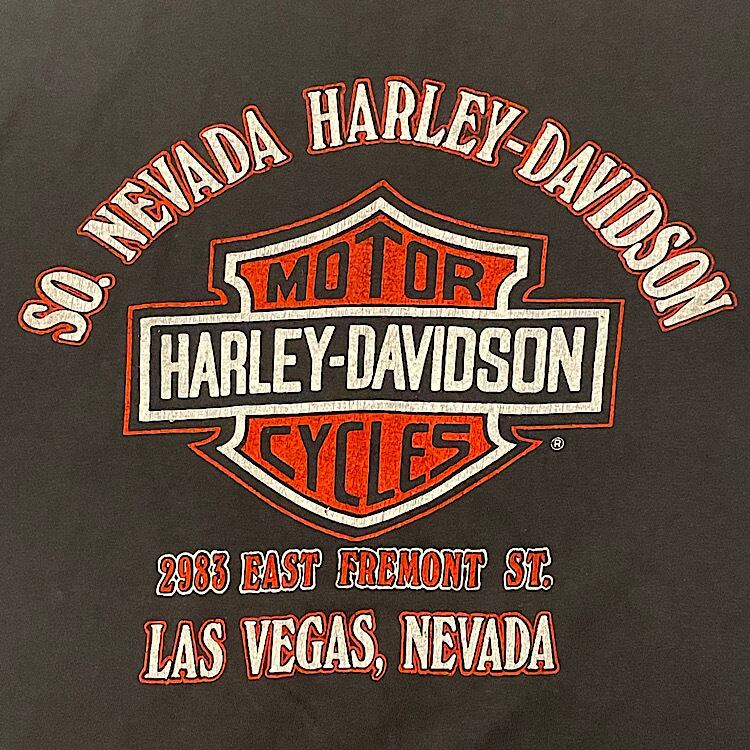 SO. NEVADA HARLEY-DAVIDSON
MOTOR
HARLEY-DAVIDSON
CYCLES
®
2983 EAST FREMONT ST.
LAS VEGAS, NEVADA